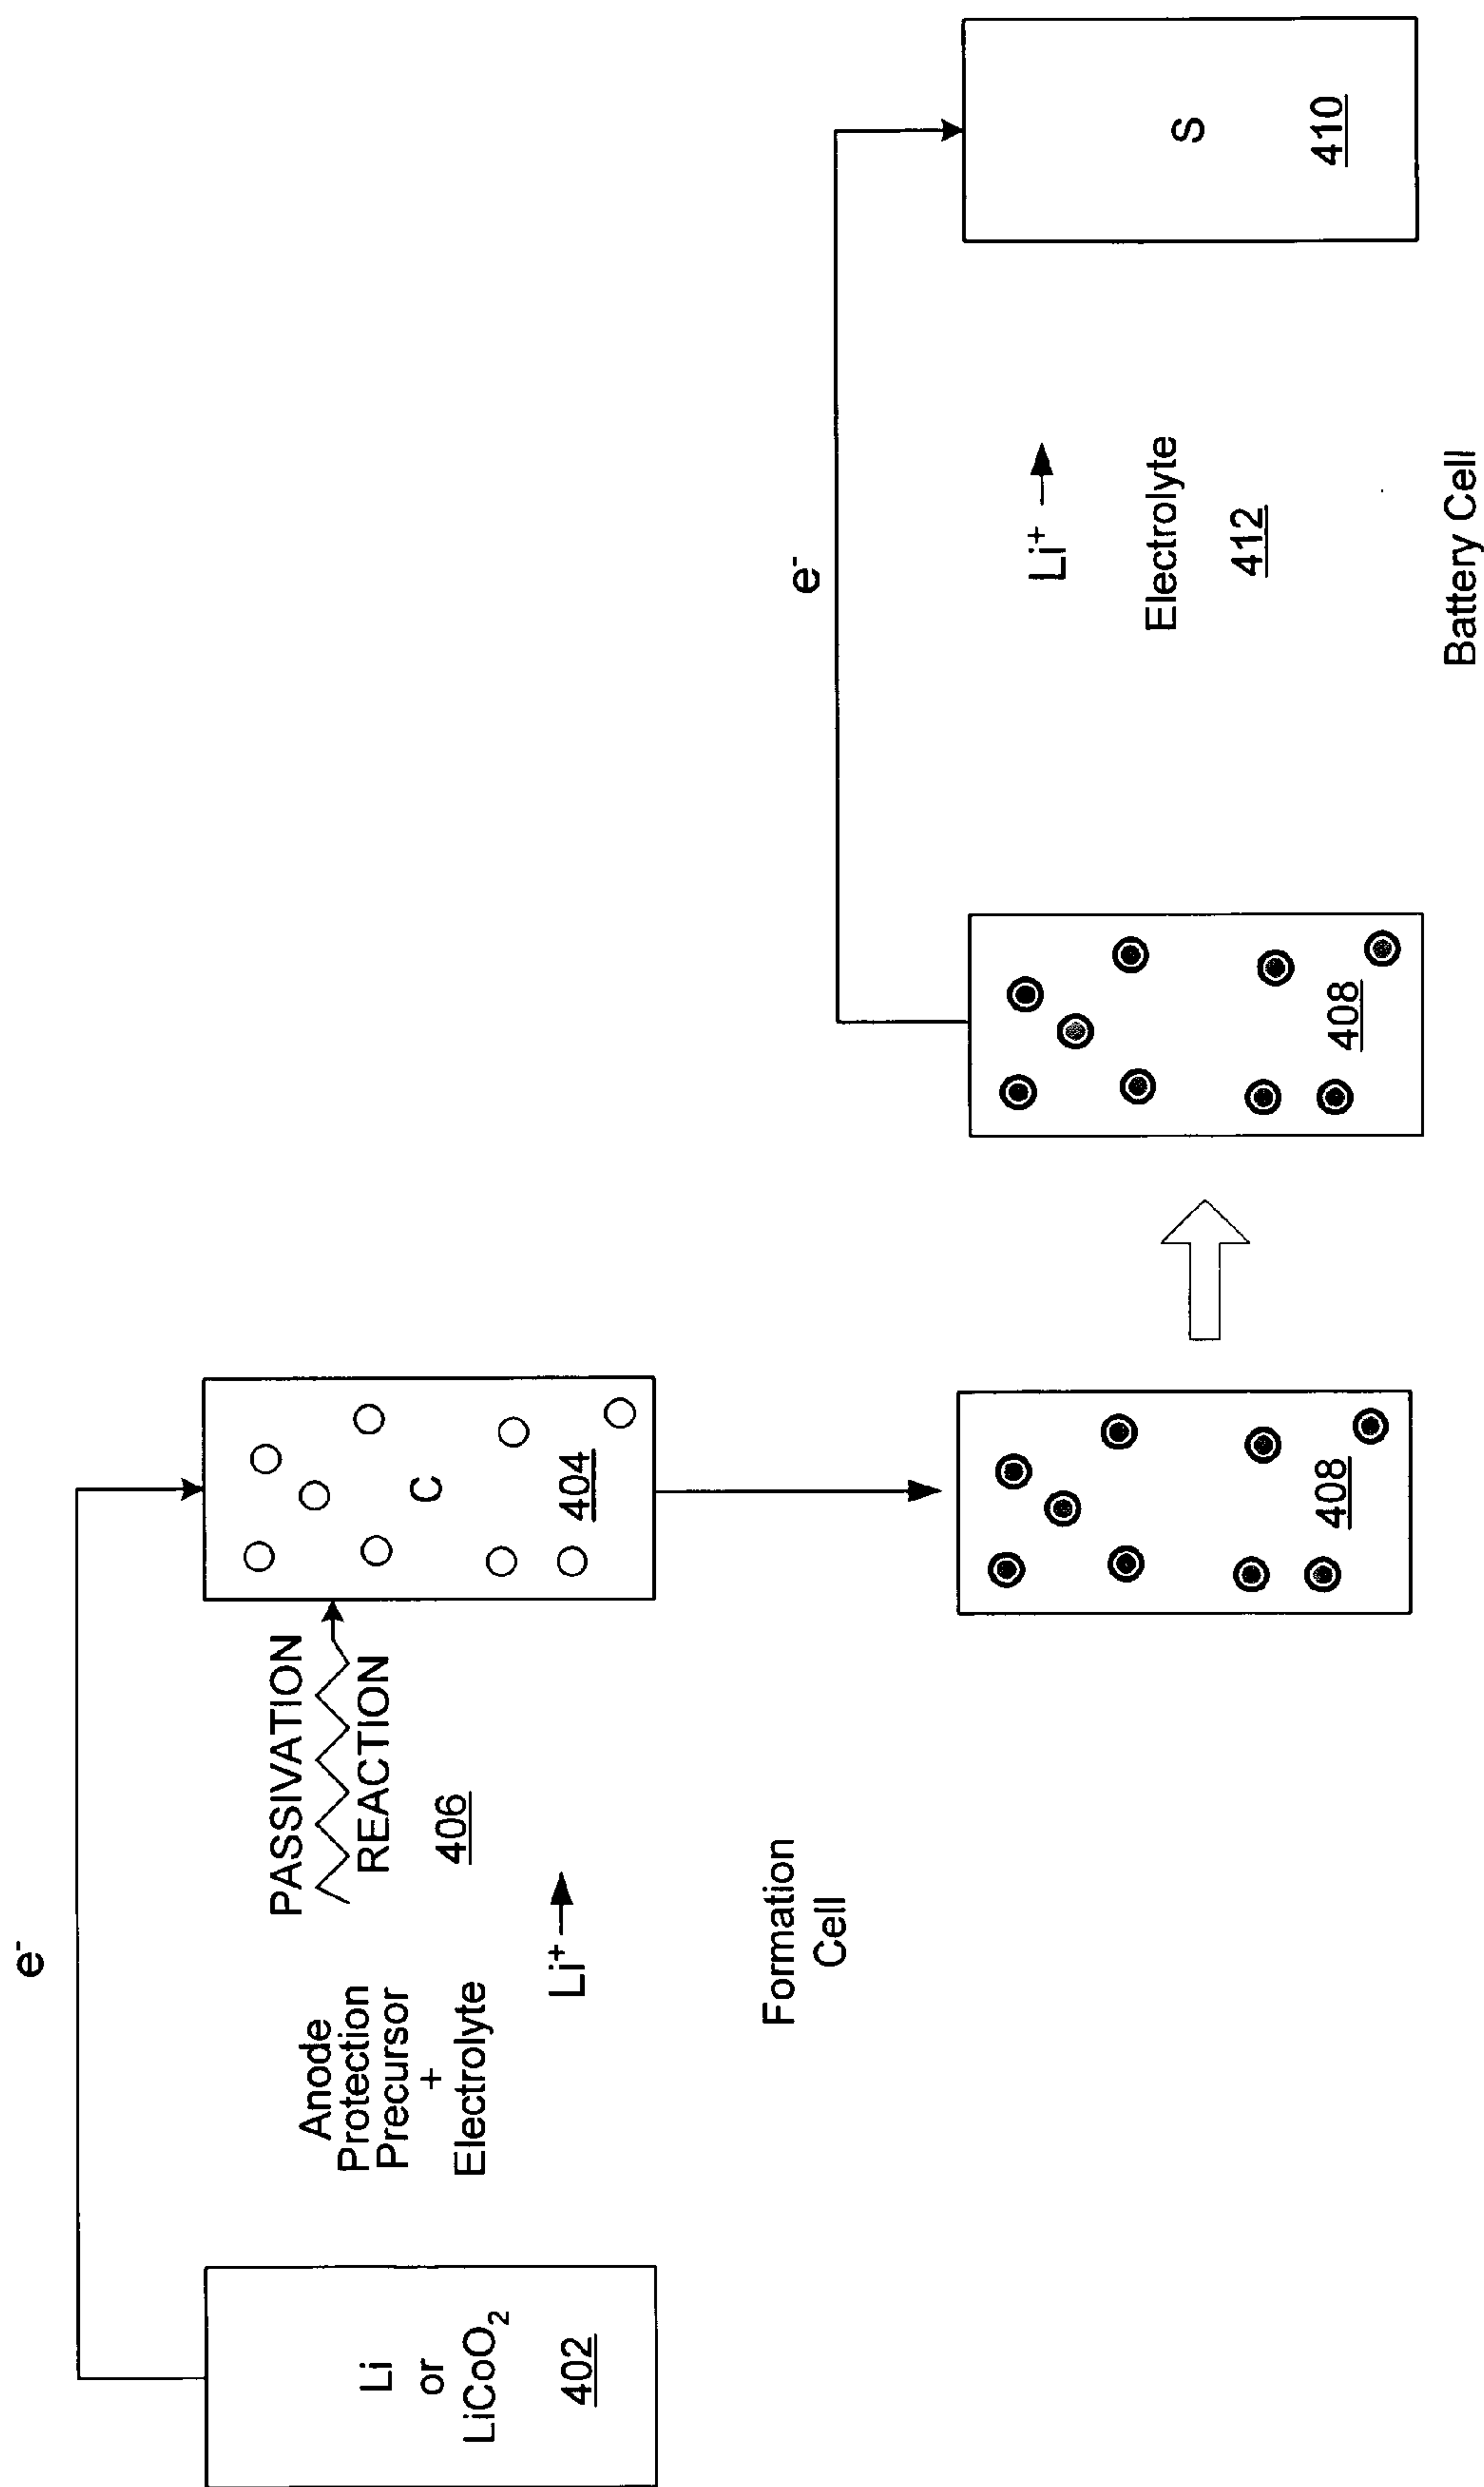 e⁻
Li
or
LiCoO₂
402
Anode
Protection
Precursor
+
Electrolyte
PASSIVATION
REACTION
406
Li⁺
C
404
Formation
Cell
408
408
e⁻
Li⁺
Electrolyte
412
S
410
Battery Cell